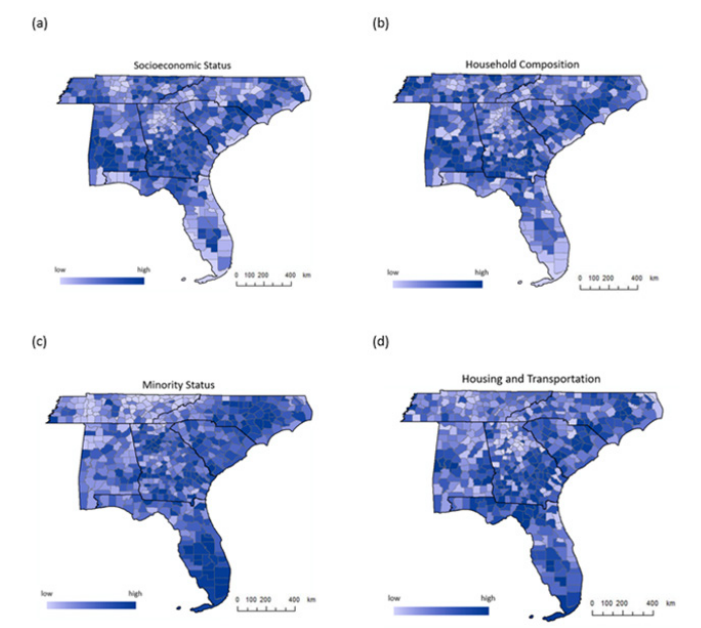 (a)
(b)
Socioeconomic Status
Household Composition
low
high
0 100 200 400 km
low
high
0 100 200 400 km
(c)
(d)
Minority Status
Housing and Transportation
low
high
0 100 200 400 km
low
high
0 100 200 400 km